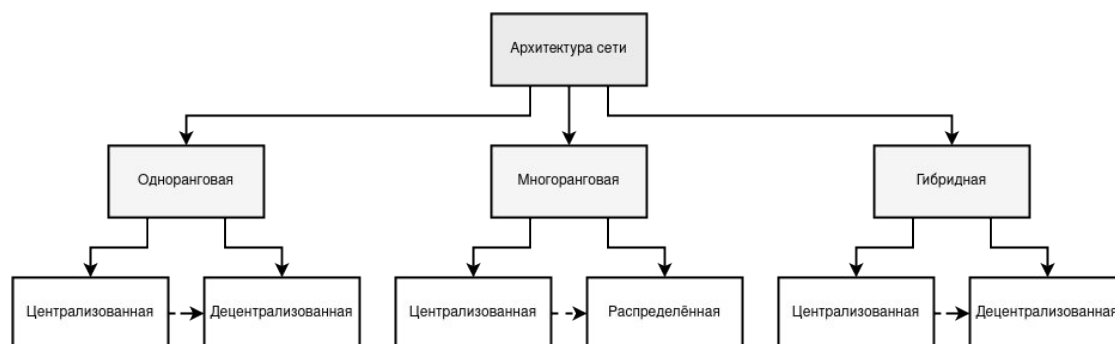 Архитектура сети
Одноранговая
Многоранговая
Гибридная
Централизованная
Децентрализованная
Централизованная
Распределённая
Централизованная
Децентрализованная